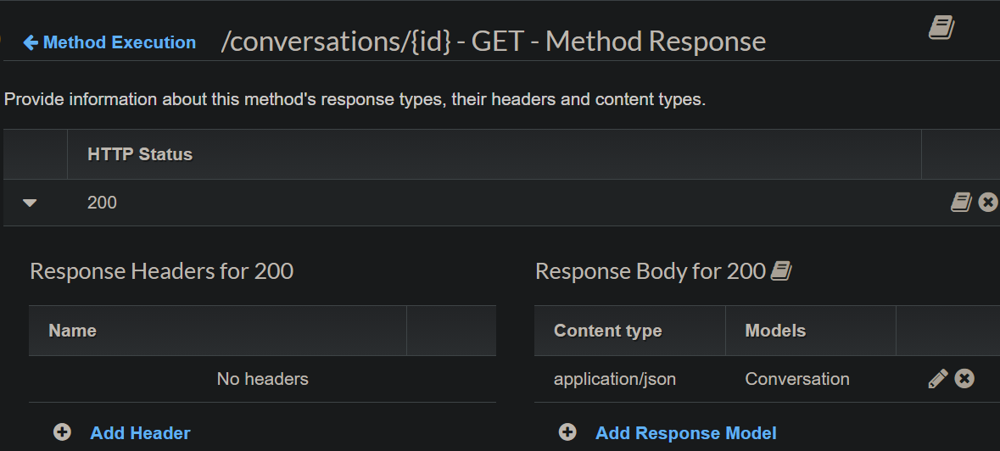 Method Execution /conversations/{id} - GET - Method Response
Provide information about this method's response types, their headers and content types.
HTTP Status
200
Response Headers for 200
Name
No headers
Add Header
Response Body for 200
Content type Models
application/json Conversation
Add Response Model